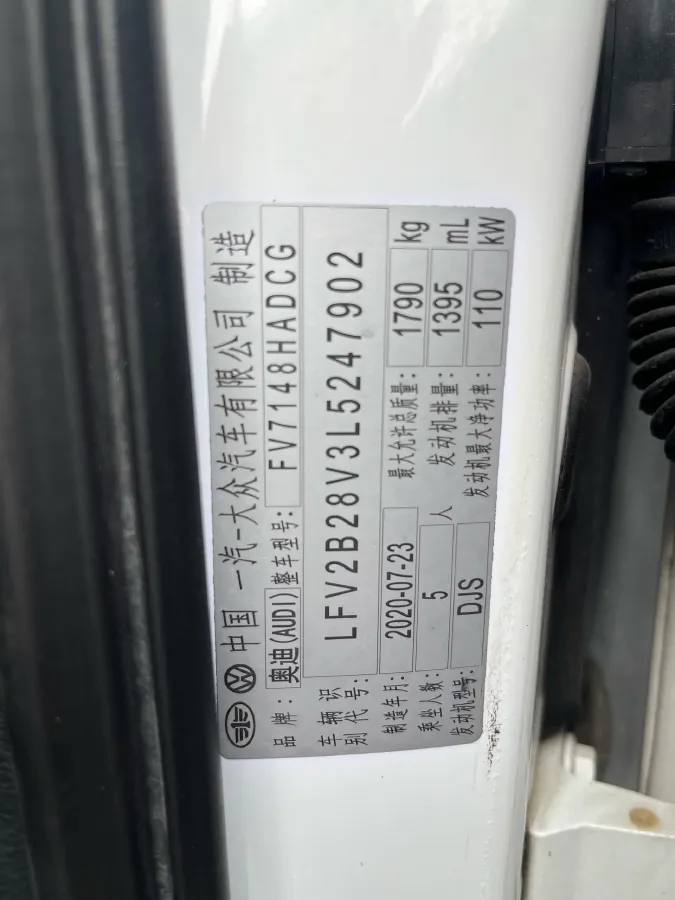 中国 一汽-大众汽车有限公司 制造
品牌: 奥迪(AUDI) 整车型号: FV7148HADCG
车辆识别代号: LFV2B28V3L5247902
制造年月: 2020-07-23 最大允许总质量: 1790 kg
乘坐人数: 5 人 发动机排量: 1395 mL
发动机型号: DJS 发动机最大净功率: 110 kW